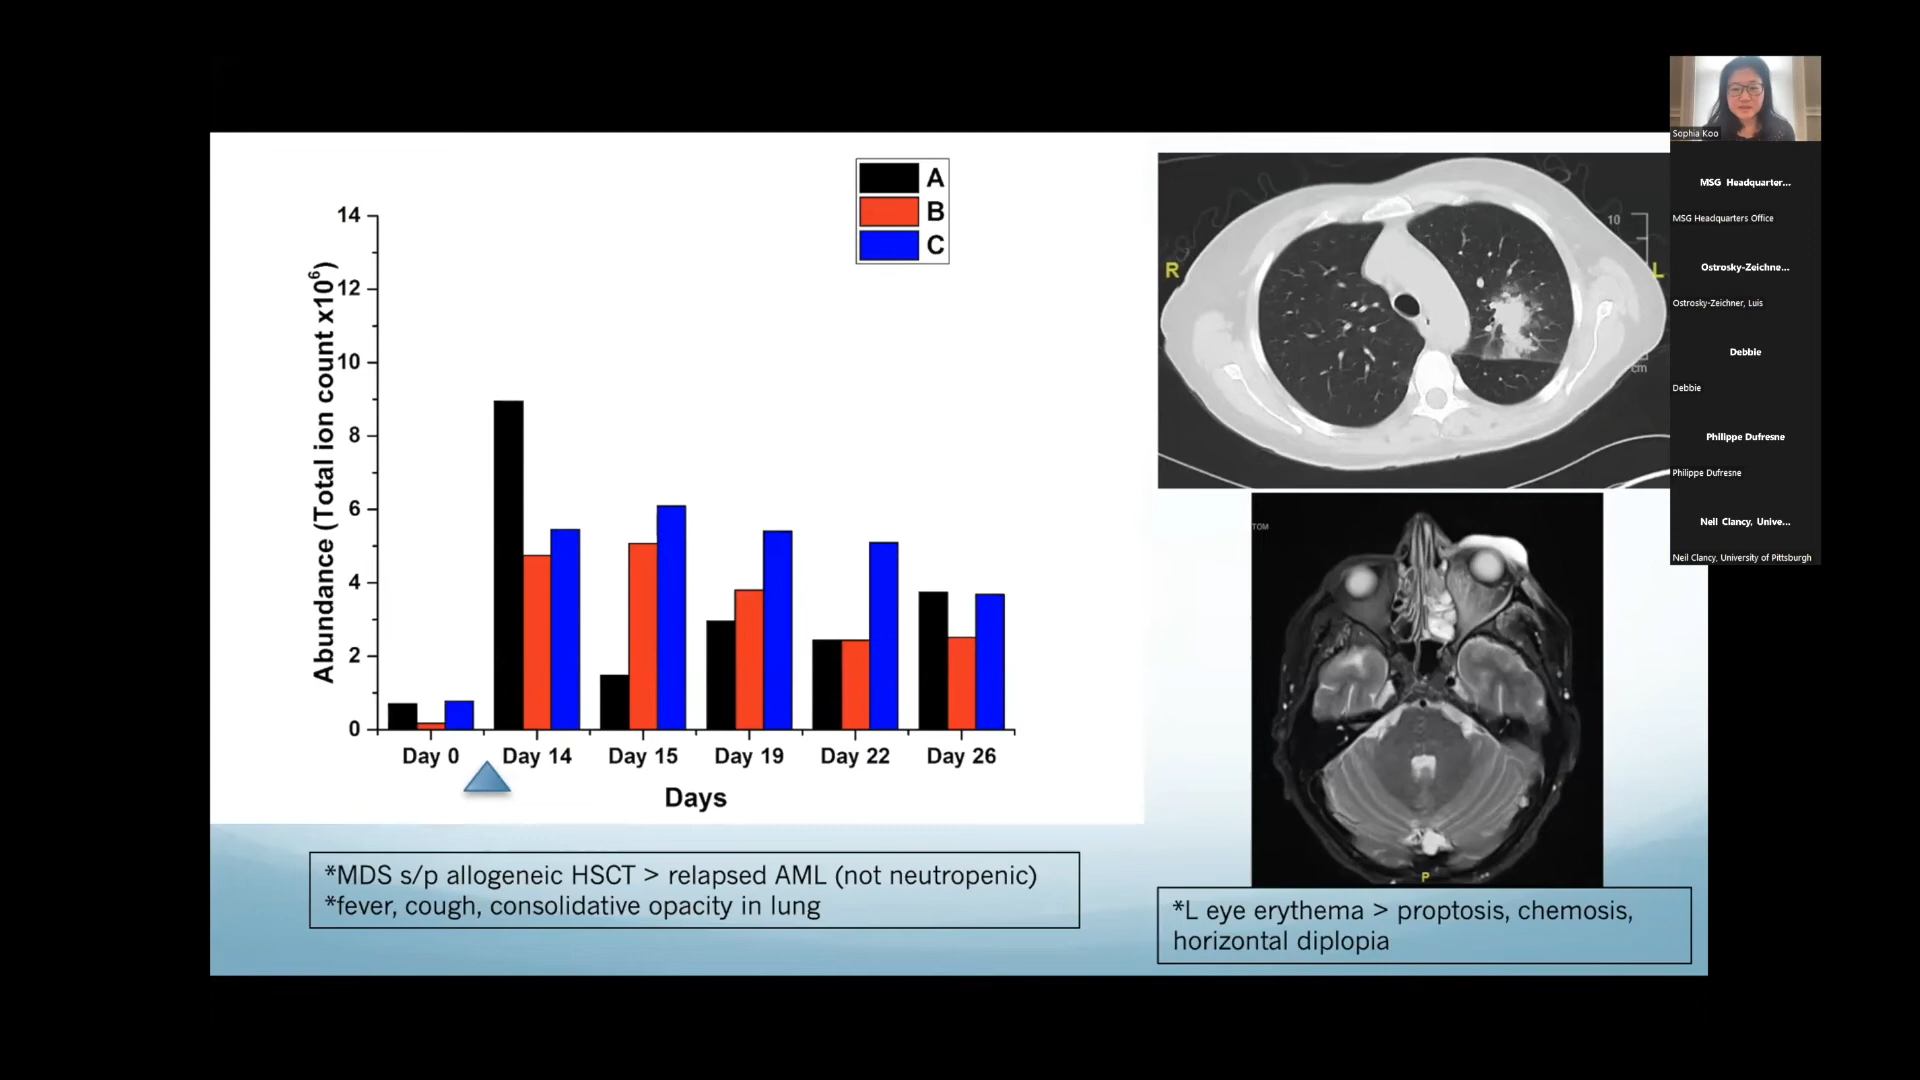 A
B
C
14
12
10
8
6
4
2
0
Abundance (Total ion count x10⁶)
Day 0
Day 14
Day 15
Day 19
Day 22
Day 26
Days
*MDS s/p allogeneic HSCT > relapsed AML (not neutropenic)
*fever, cough, consolidative opacity in lung
R
10
L
cm
TOM
P
*L eye erythema > proptosis, chemosis,
horizontal diplopia
Sophia Koo
MSG Headquarter...
MSG Headquarters Office
Ostrosky-Zeichne...
Ostrosky-Zeichner, Luis
Debbie
Debbie
Philippe Dufresne
Philippe Dufresne
Neil Clancy, Unive...
Neil Clancy, University of Pittsburgh